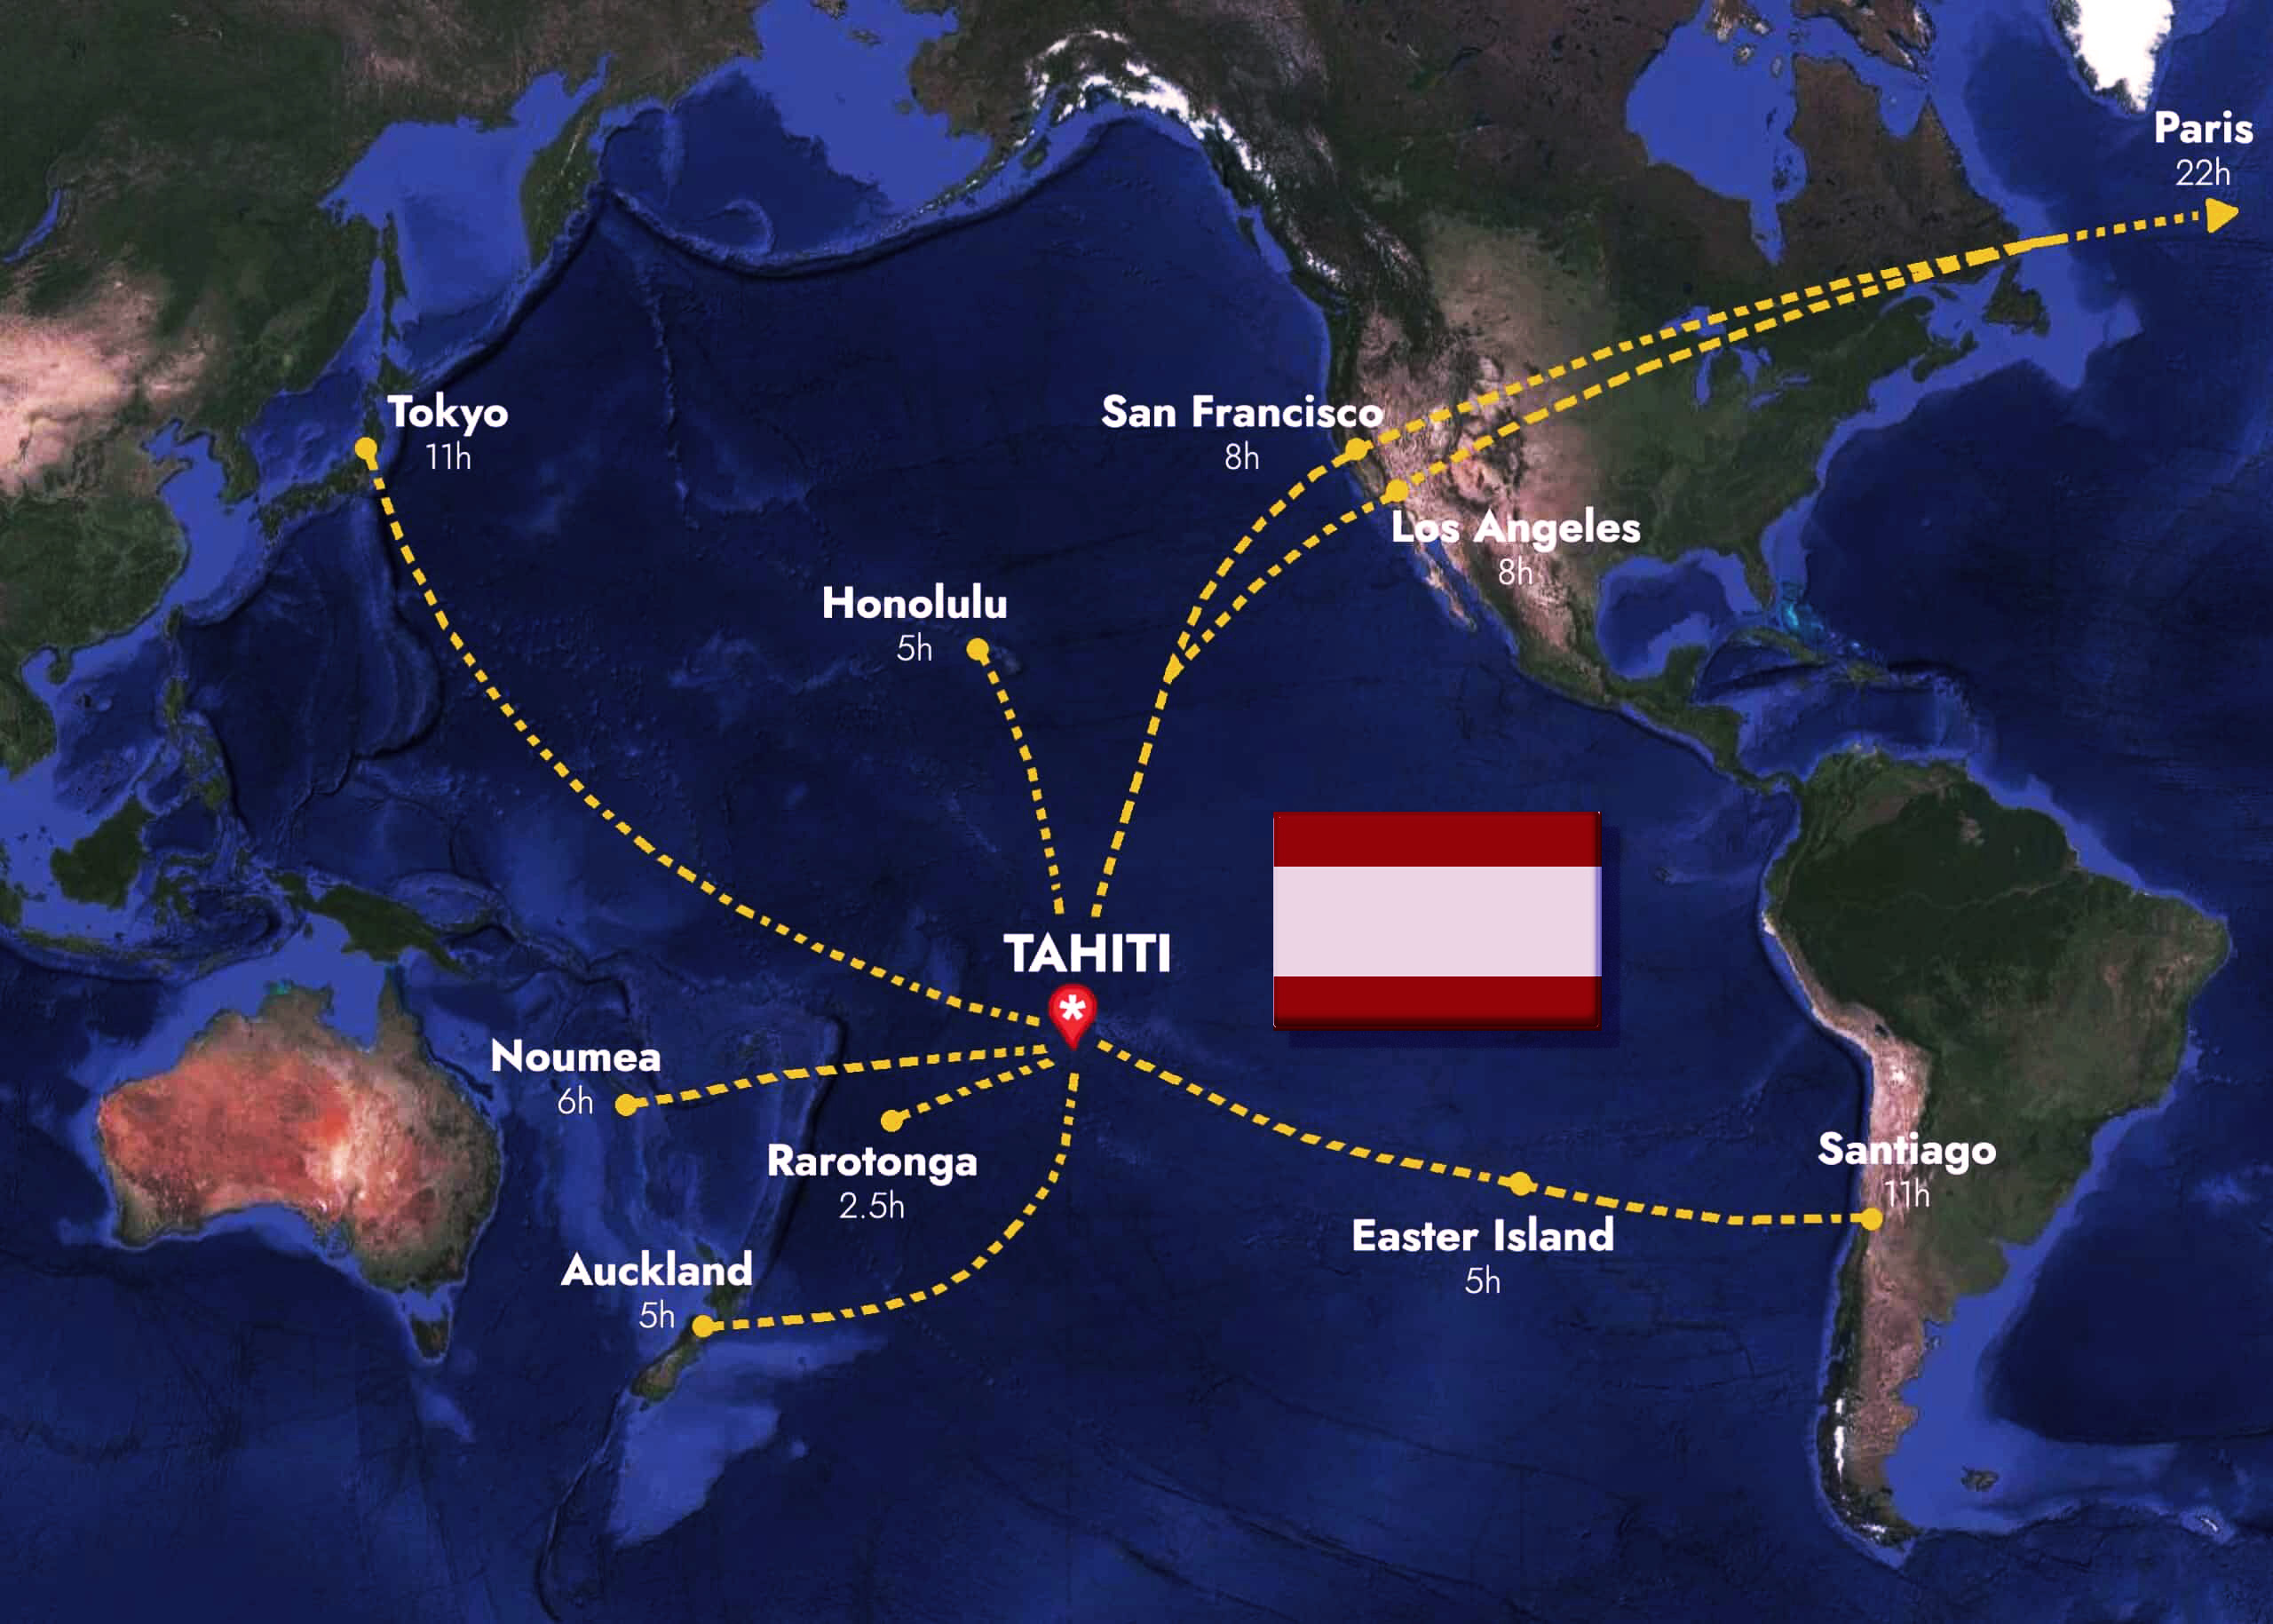 Paris
22h
Tokyo
11h
San Francisco
8h
Los Angeles
8h
Honolulu
5h
TAHITI
*
Noumea
6h
Rarotonga
2.5h
Santiago
11h
Easter Island
5h
Auckland
5h